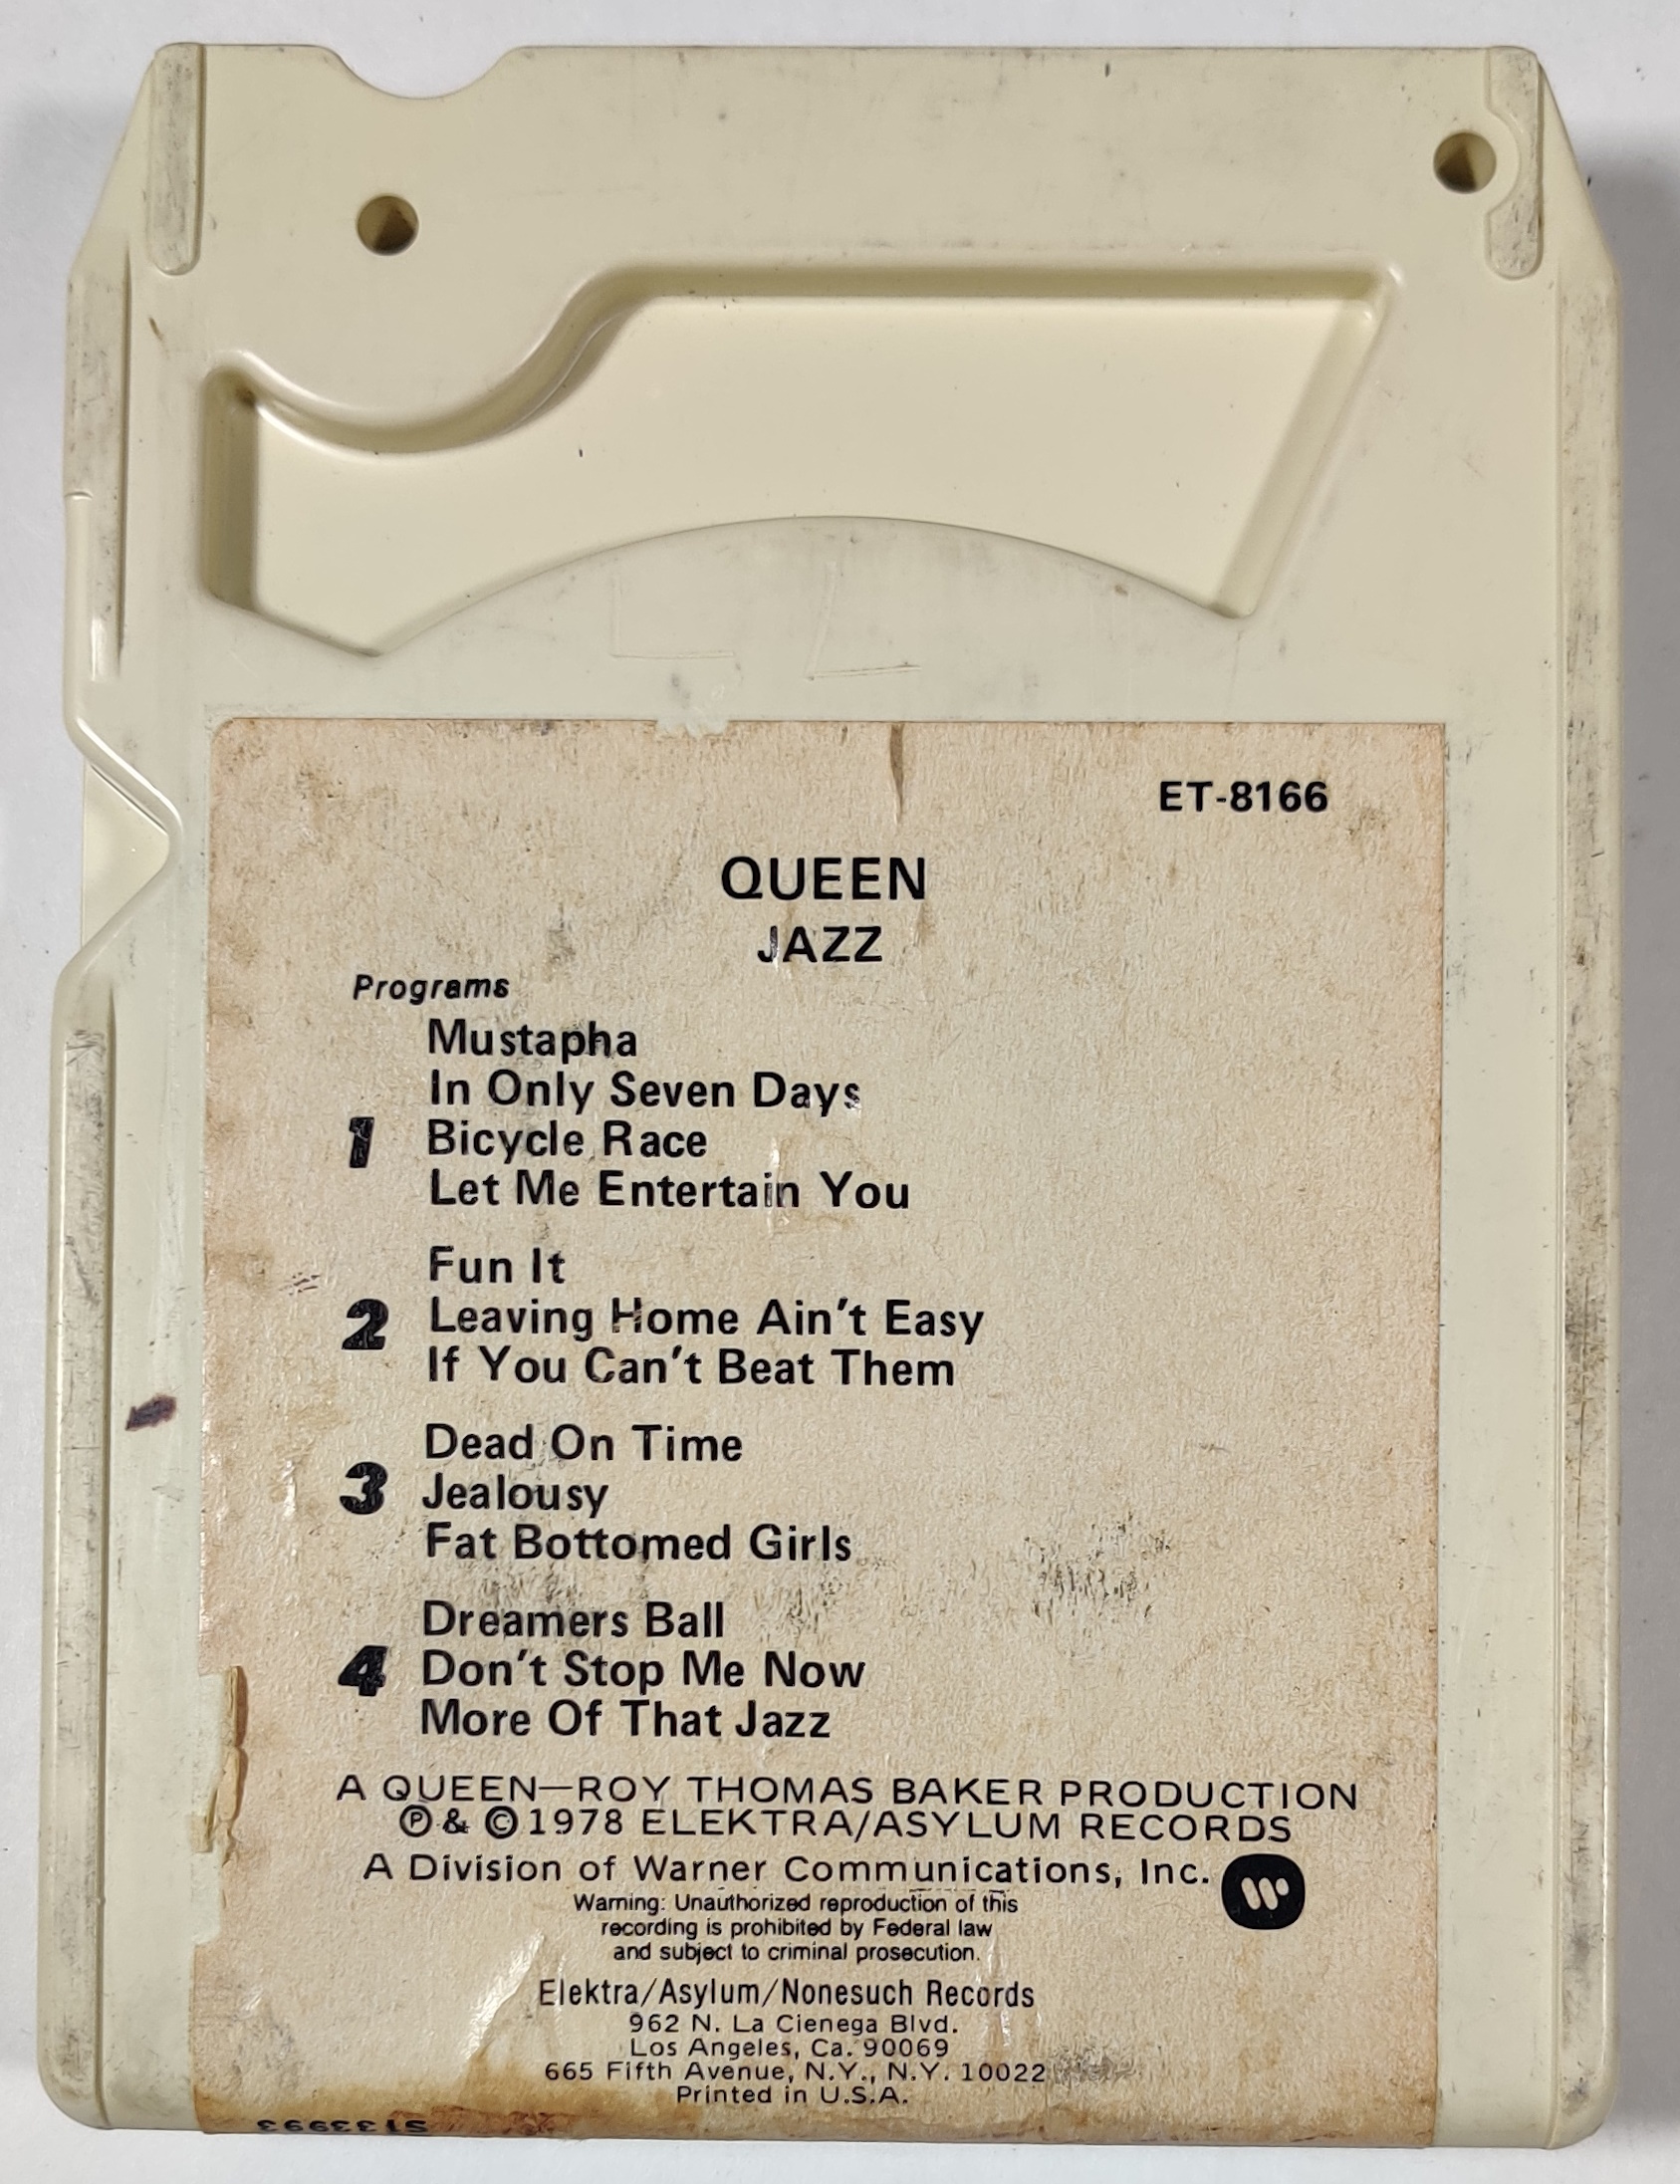 ET-8166
QUEEN
JAZZ
Programs
Mustapha
In Only Seven Days
1 Bicycle Race
Let Me Entertain You
Fun It
2 Leaving Home Ain't Easy
If You Can't Beat Them
Dead On Time
3 Jealousy
Fat Bottomed Girls
Dreamers Ball
4 Don't Stop Me Now
More Of That Jazz
A QUEEN—ROY THOMAS BAKER PRODUCTION
℗ & © 1978 ELEKTRA/ASYLUM RECORDS
A Division of Warner Communications, Inc.
Warning: Unauthorized reproduction of this
recording is prohibited by Federal law
and subject to criminal prosecution.
Elektra/Asylum/Nonesuch Records
962 N. La Cienega Blvd.
Los Angeles, Ca. 90069
665 Fifth Avenue, N.Y., N.Y. 10022
Printed in U.S.A.